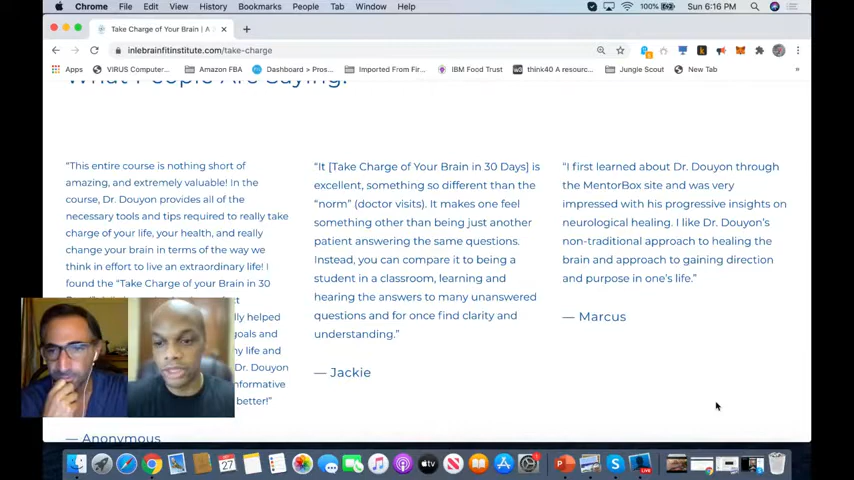 Chrome File Edit View History Bookmarks People Tab Window Help 100% Sun 6:16 PM
Take Charge of Your Brain | A
inlebrainfitinstitute.com/take-charge
Apps VIRUS Computer... Amazon FBA Dashboard > Pros... Imported From Fir... IBM Food Trust think40 A resourc... Jungle Scout New Tab
What People Are Saying:
“This entire course is nothing short of
amazing, and extremely valuable! In the
course, Dr. Douyon provides all of the
necessary tools and tips required to really take
charge of your life, your health, and really
change your brain in terms of the way we
think in effort to live an extraordinary life! I
found the “Take Charge of your Brain in 30
lly helped
goals and
ny life and
Dr. Douyon
nformative
better!”
— Anonymous
“It [Take Charge of Your Brain in 30 Days] is
excellent, something so different than the
“norm” (doctor visits). It makes one feel
something other than being just another
patient answering the same questions.
Instead, you can compare it to being a
student in a classroom, learning and
hearing the answers to many unanswered
questions and for once find clarity and
understanding.”
— Jackie
“I first learned about Dr. Douyon through
the MentorBox site and was very
impressed with his progressive insights on
neurological healing. I like Dr. Douyon’s
non-traditional approach to healing the
brain and approach to gaining direction
and purpose in one’s life.”
— Marcus